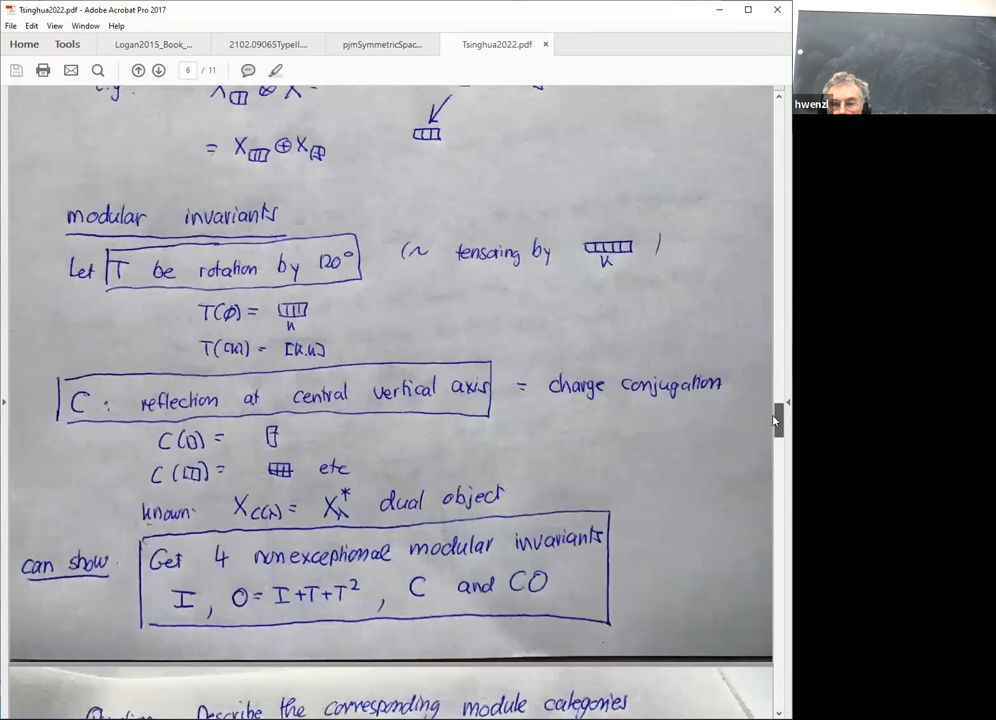 Tsinghua2022.pdf - Adobe Acrobat Pro 2017
File Edit View Window Help
Home Tools Logan2015_Book_... 2102.09065TypeII.... pjmSymmetricSpac... Tsinghua2022.pdf ×
6 / 11
hwenzl
= X▭▭▭ ⊕ X
modular invariants
Let T be rotation by 120° (~ tensoring by )
k
T(∅) =
k
T([k]) = [k,k]
C : reflection at central vertical axis = charge conjugation
C(□) =
C(□□) = etc
known: X_C(λ) = X_λ^* dual object
can show Get 4 nonexceptional modular invariants
I , O = I+T+T² , C and CO
Describe the corresponding module categories